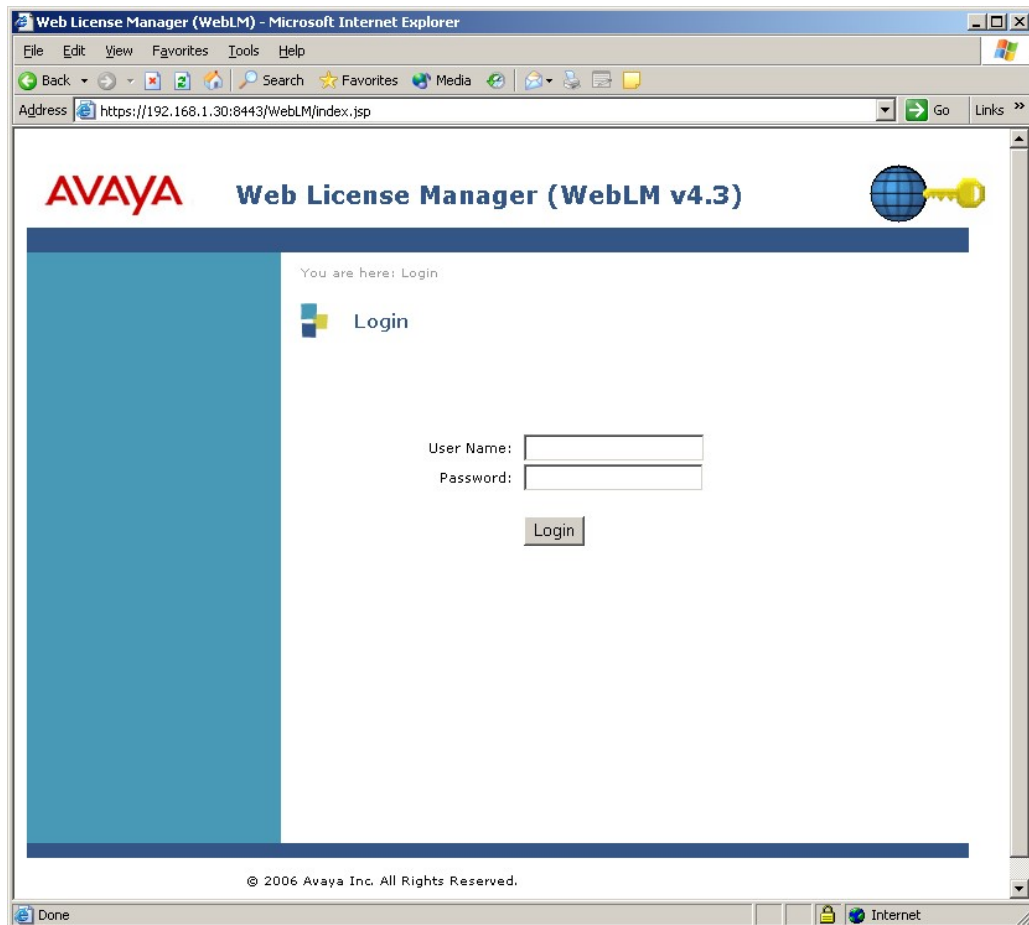 Web License Manager (WebLM) - Microsoft Internet Explorer
File Edit View Favorites Tools Help
Back Search Favorites Media
Address https://192.168.1.30:8443/WebLM/index.jsp Go Links »
AVAYA Web License Manager (WebLM v4.3)
You are here: Login
Login
User Name:
Password:
Login
© 2006 Avaya Inc. All Rights Reserved.
Done Internet